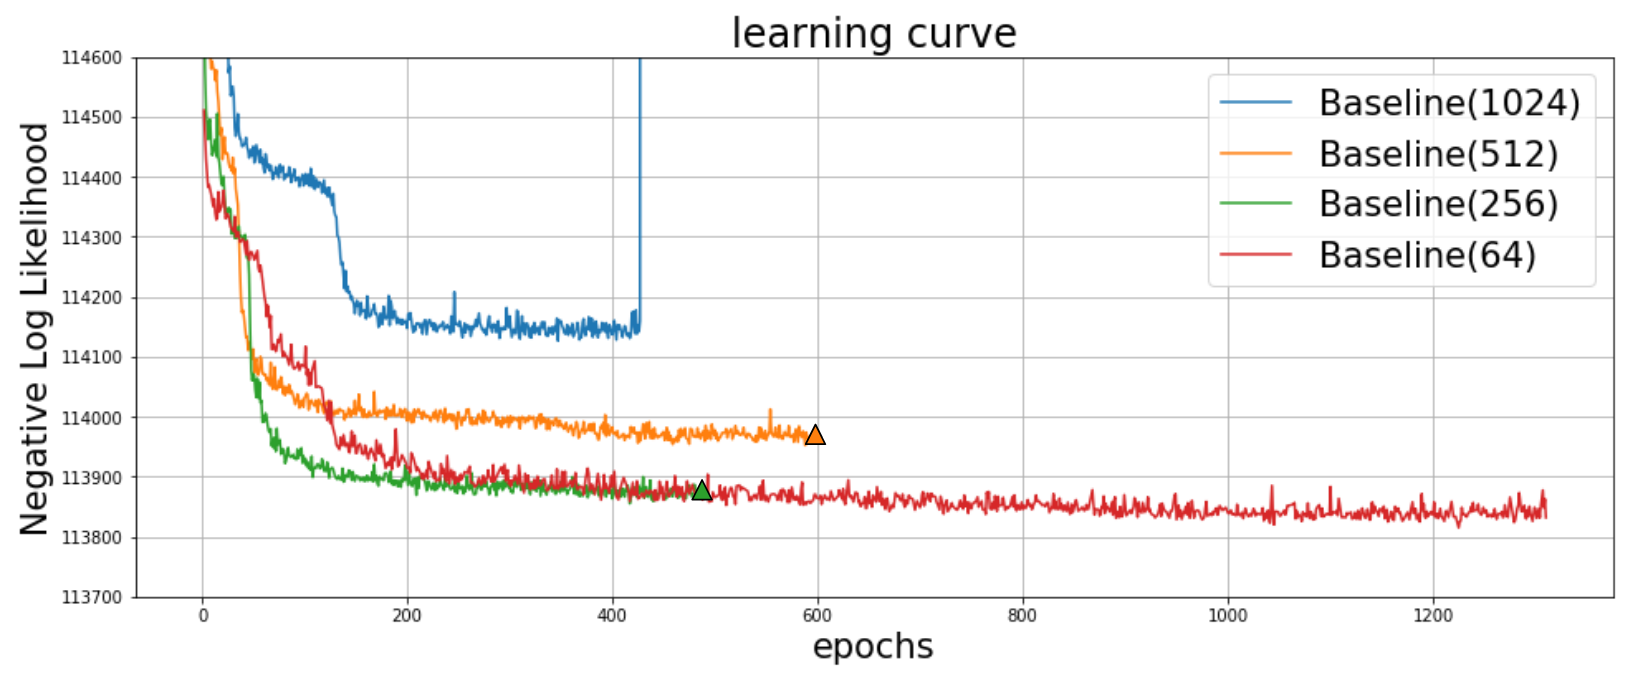 learning curve
Negative Log Likelihood
114600
114500
114400
114300
114200
114100
114000
113900
113800
113700
Baseline(1024)
Baseline(512)
Baseline(256)
Baseline(64)
0
200
400
600
800
1000
1200
epochs